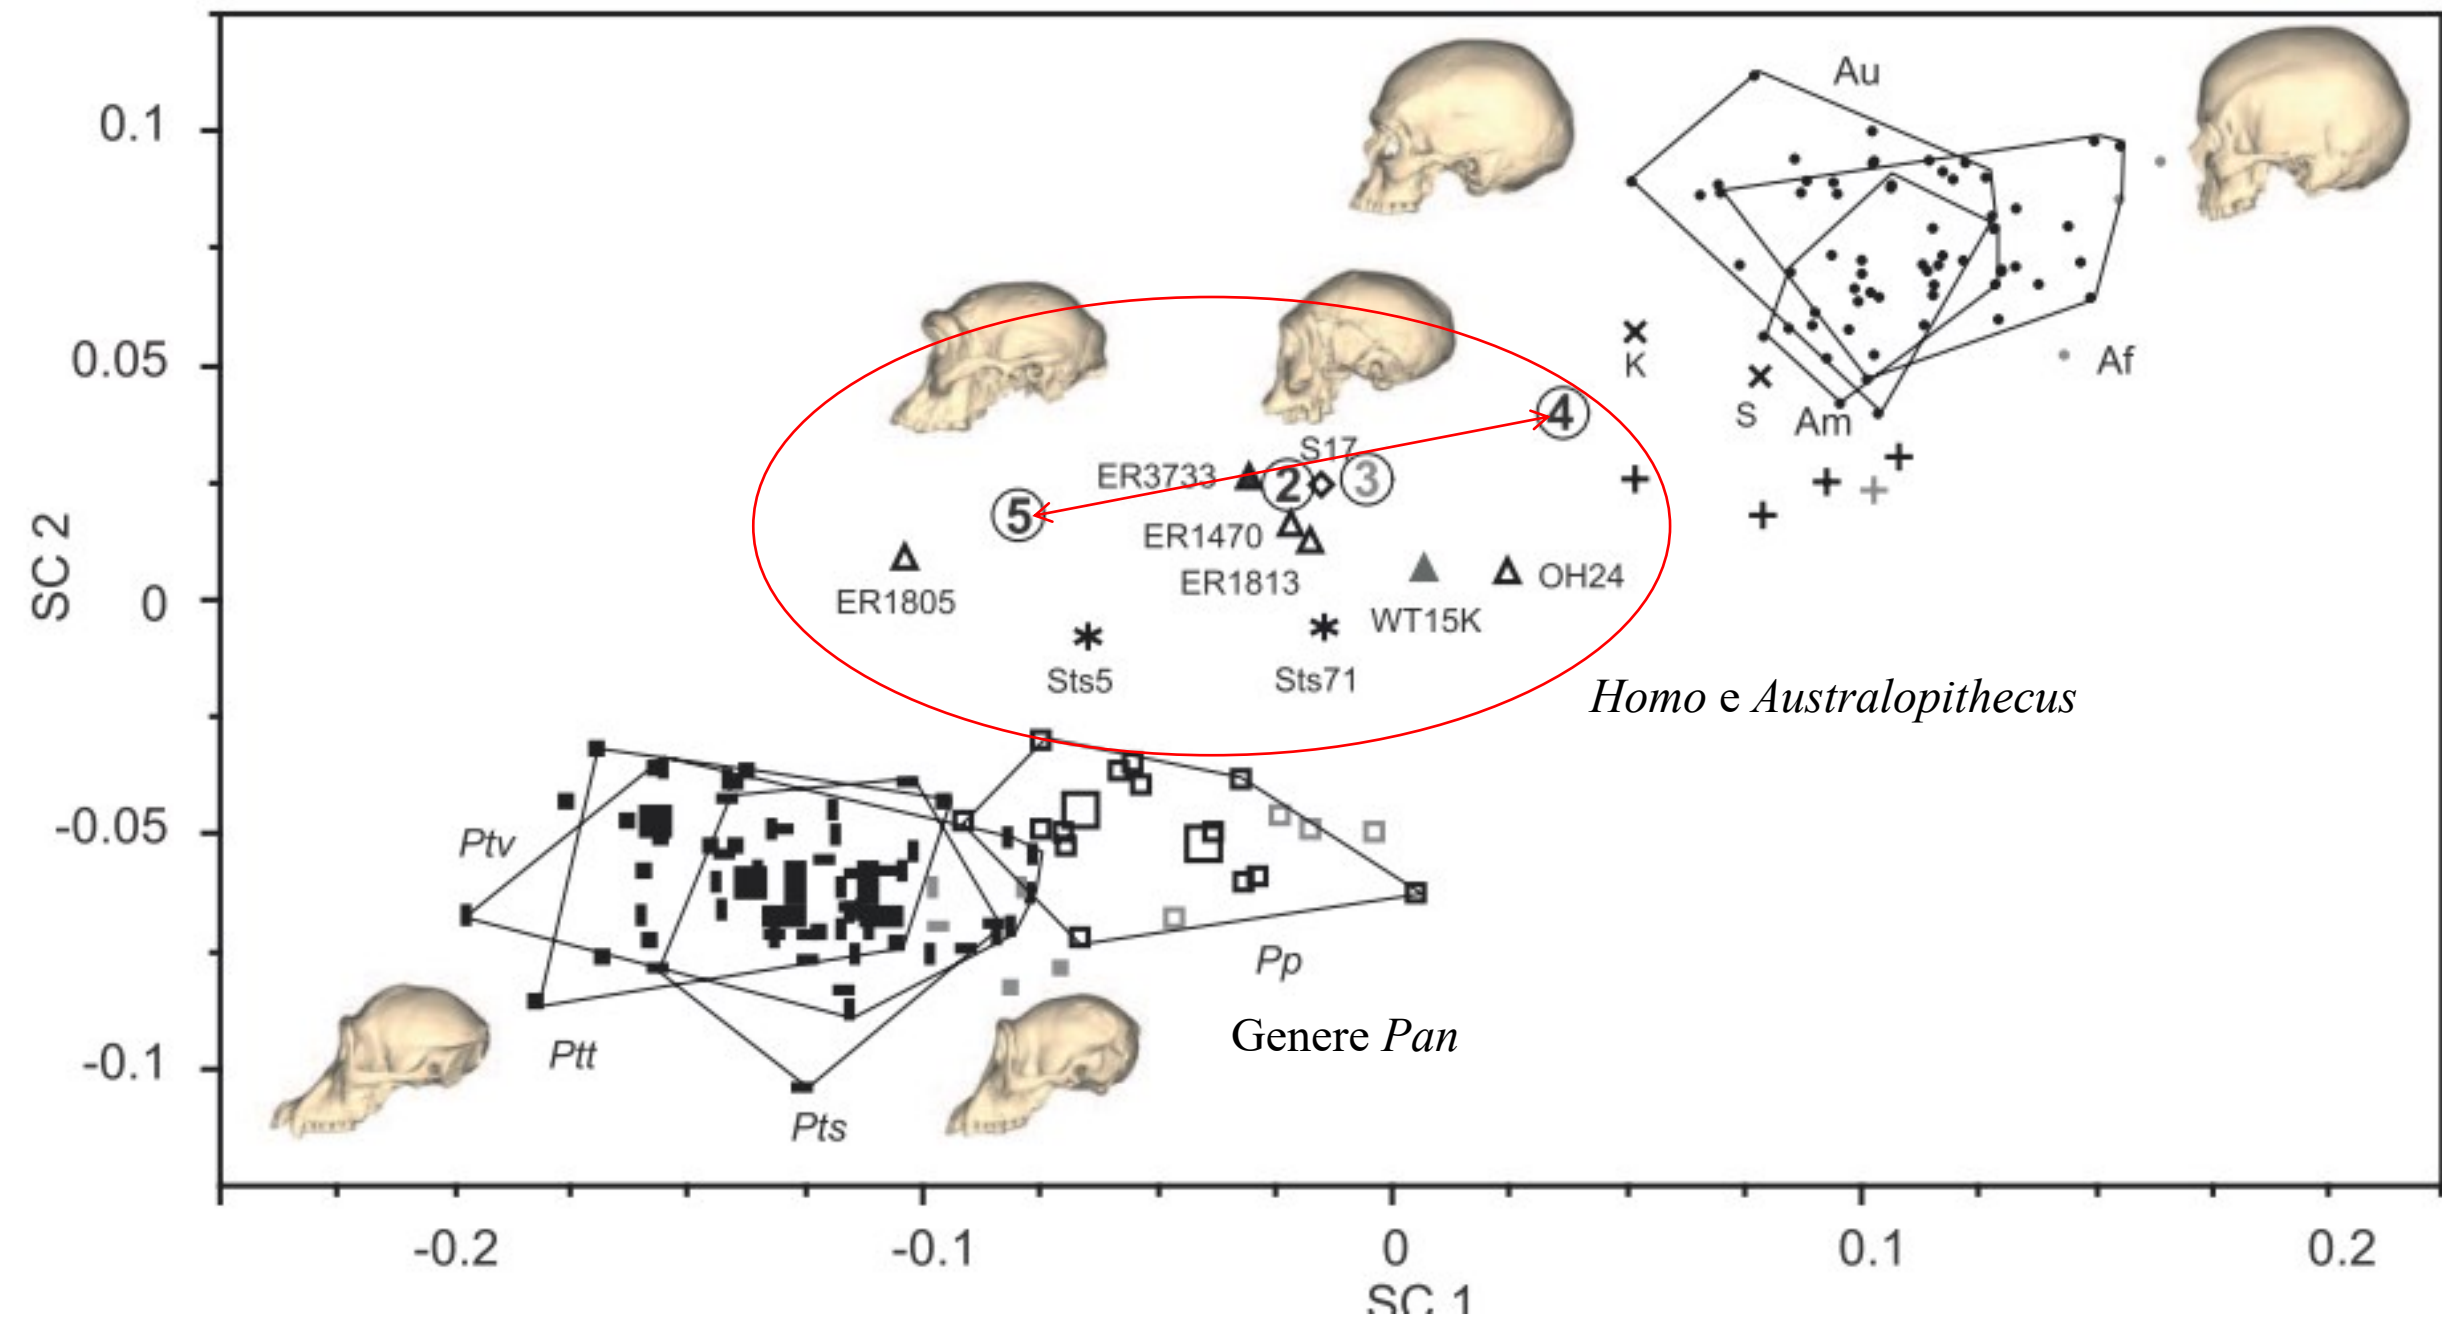 Au
0.1
0.05
K
Af
S
Am
4
S17
ER3733
2
3
5
ER1470
ER1813
OH24
ER1805
WT15K
SC 2
0
Sts5
Sts71
Homo e Australopithecus
-0.05
Ptv
Pp
Genere Pan
-0.1
Ptt
Pts
-0.2
-0.1
0
0.1
0.2
SC 1